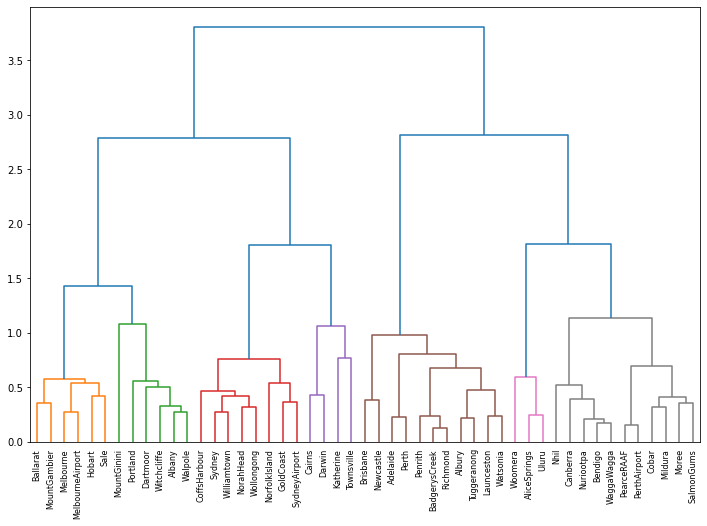 3.5
3.0
2.5
2.0
1.5
1.0
0.5
0.0
Ballarat
MountGambier
Melbourne
MelbourneAirport
Hobart
Sale
MountGinini
Portland
Dartmoor
Witchcliffe
Albany
Walpole
CoffsHarbour
Sydney
Williamtown
NorahHead
Wollongong
NorfolkIsland
GoldCoast
SydneyAirport
Cairns
Darwin
Katherine
Townsville
Brisbane
Newcastle
Adelaide
Perth
Penrith
BadgerysCreek
Richmond
Albury
Tuggeranong
Launceston
Watsonia
Woomera
AliceSprings
Uluru
Nhil
Canberra
Nuriootpa
Bendigo
WaggaWagga
PearceRAAF
PerthAirport
Cobar
Mildura
Moree
SalmonGums